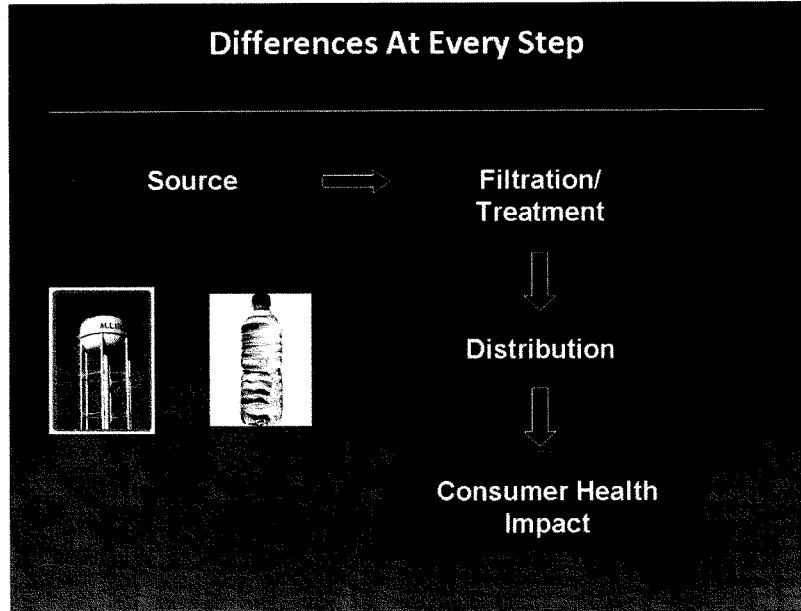 Differences At Every Step
Source
Filtration/
Treatment
Distribution
Consumer Health
Impact